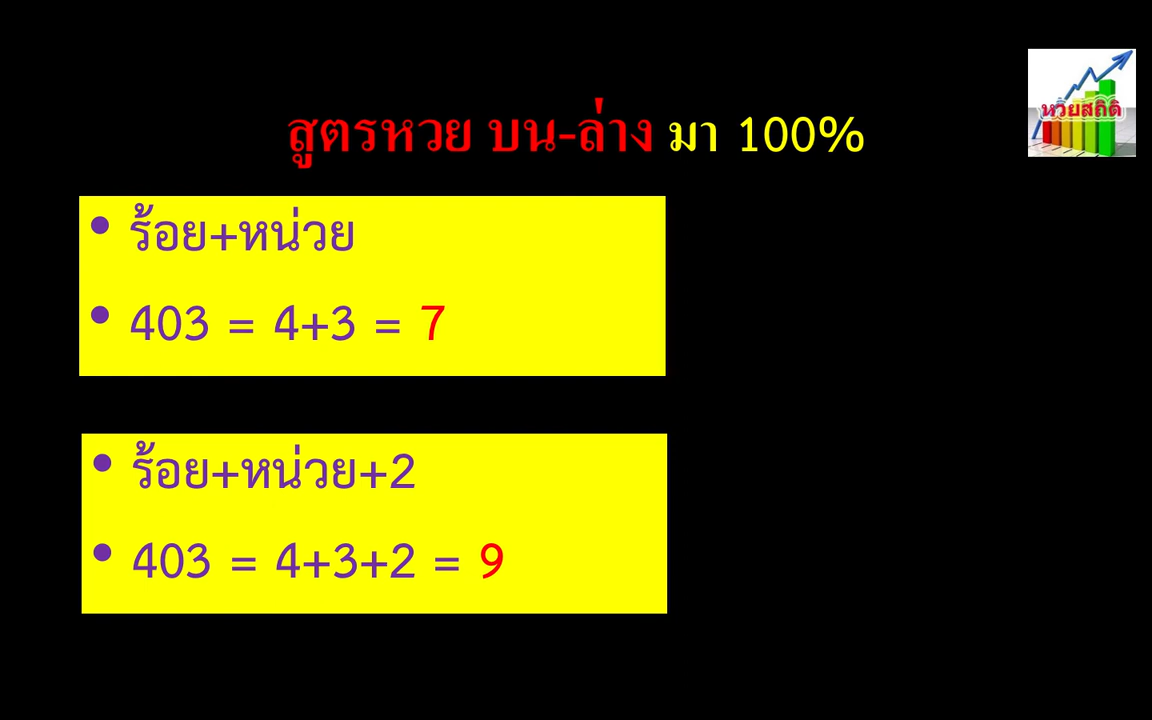 สูตรหวย บน-ล่าง มา 100%
หวยสถิติ
• ร้อย+หน่วย
• 403 = 4+3 = 7
• ร้อย+หน่วย+2
• 403 = 4+3+2 = 9